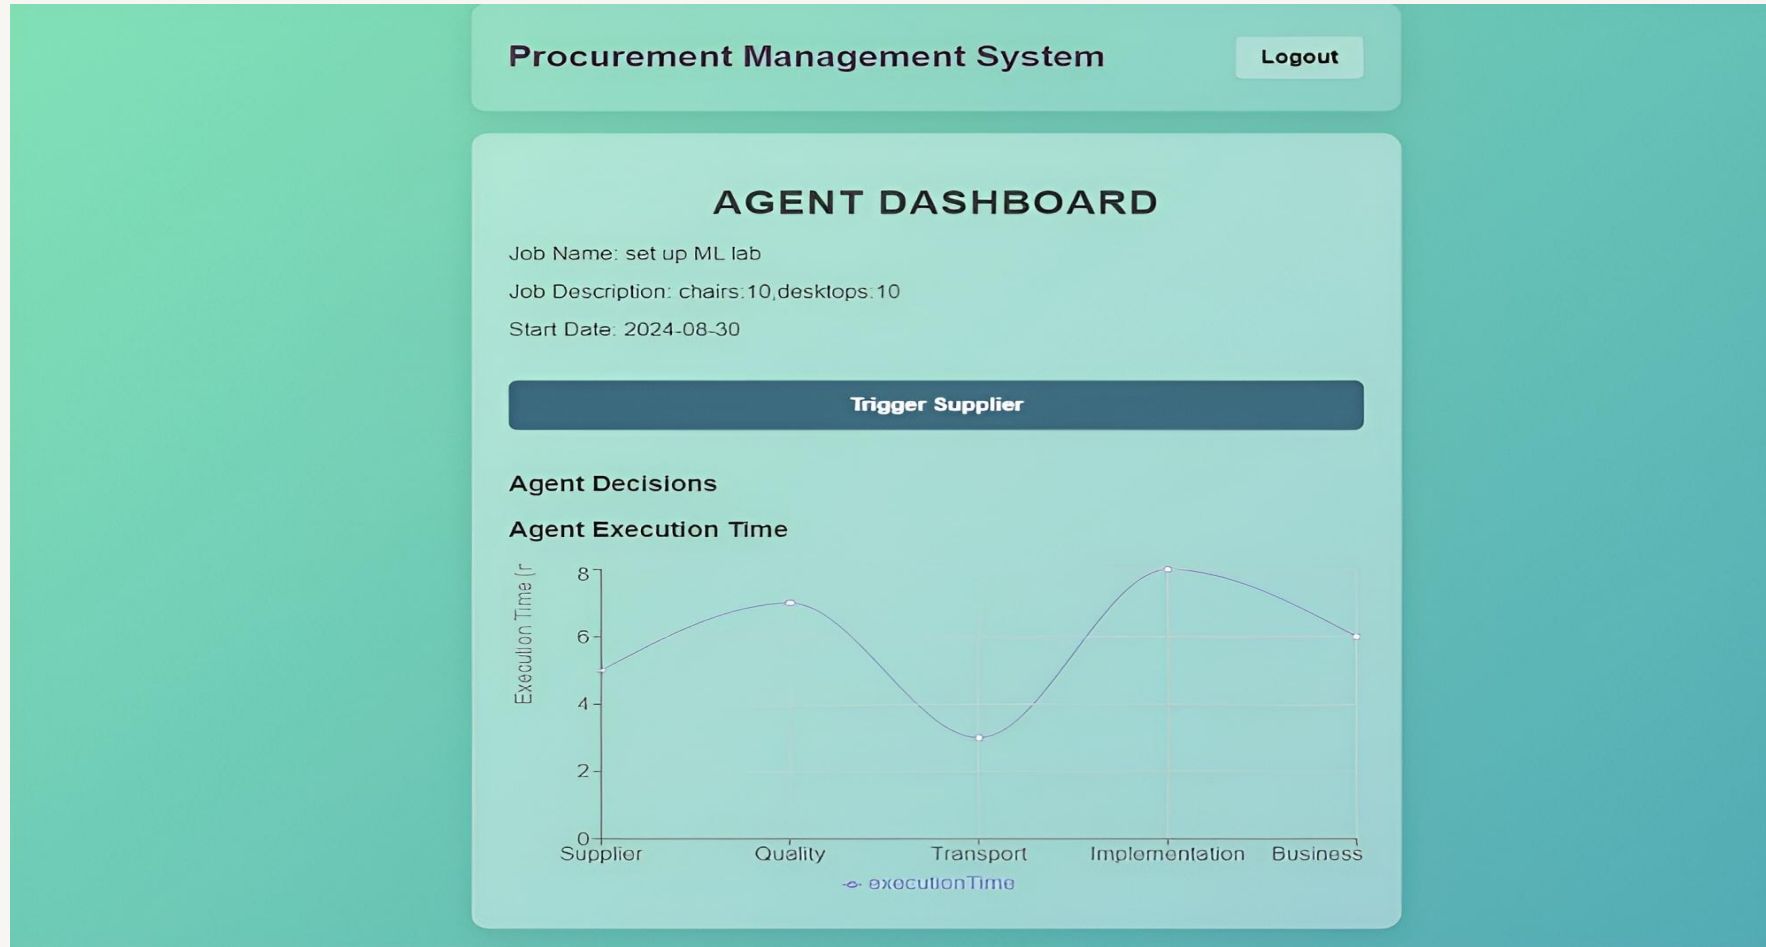 Procurement Management System
Logout
AGENT DASHBOARD
Job Name: set up ML lab
Job Description: chairs:10,desktops:10
Start Date: 2024-08-30
Trigger Supplier
Agent Decisions
Agent Execution Time
Execution Time (r
8
6
4
2
0
Supplier Quality Transport Implementation Business
executionTime